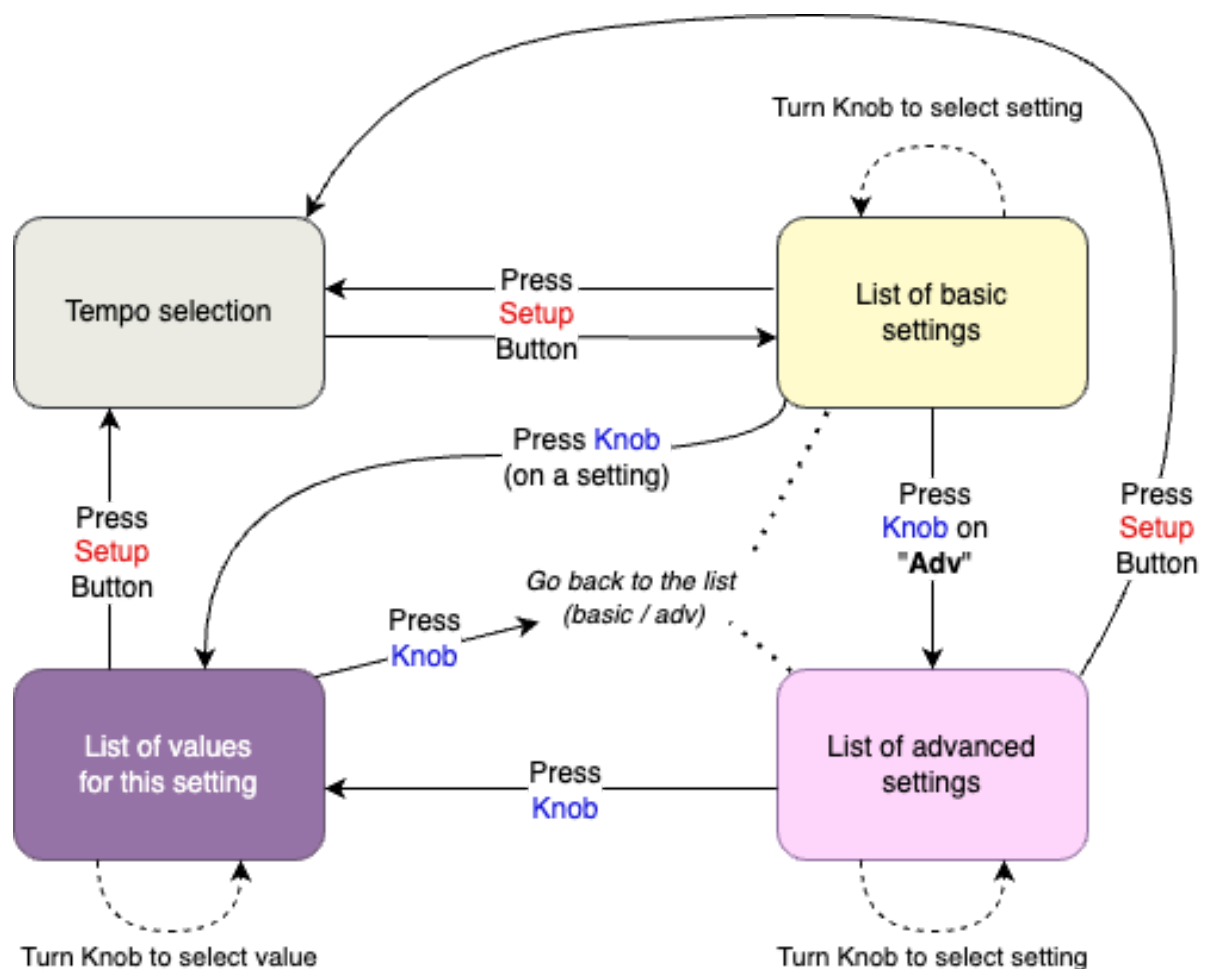 Turn Knob to select setting
Tempo selection
Press
Setup
Button
List of basic
settings
Press Knob
(on a setting)
Press
Setup
Button
Press
Knob on
"Adv"
Press
Setup
Button
Go back to the list
(basic / adv)
Press
Knob
List of values
for this setting
Press
Knob
List of advanced
settings
Turn Knob to select value
Turn Knob to select setting